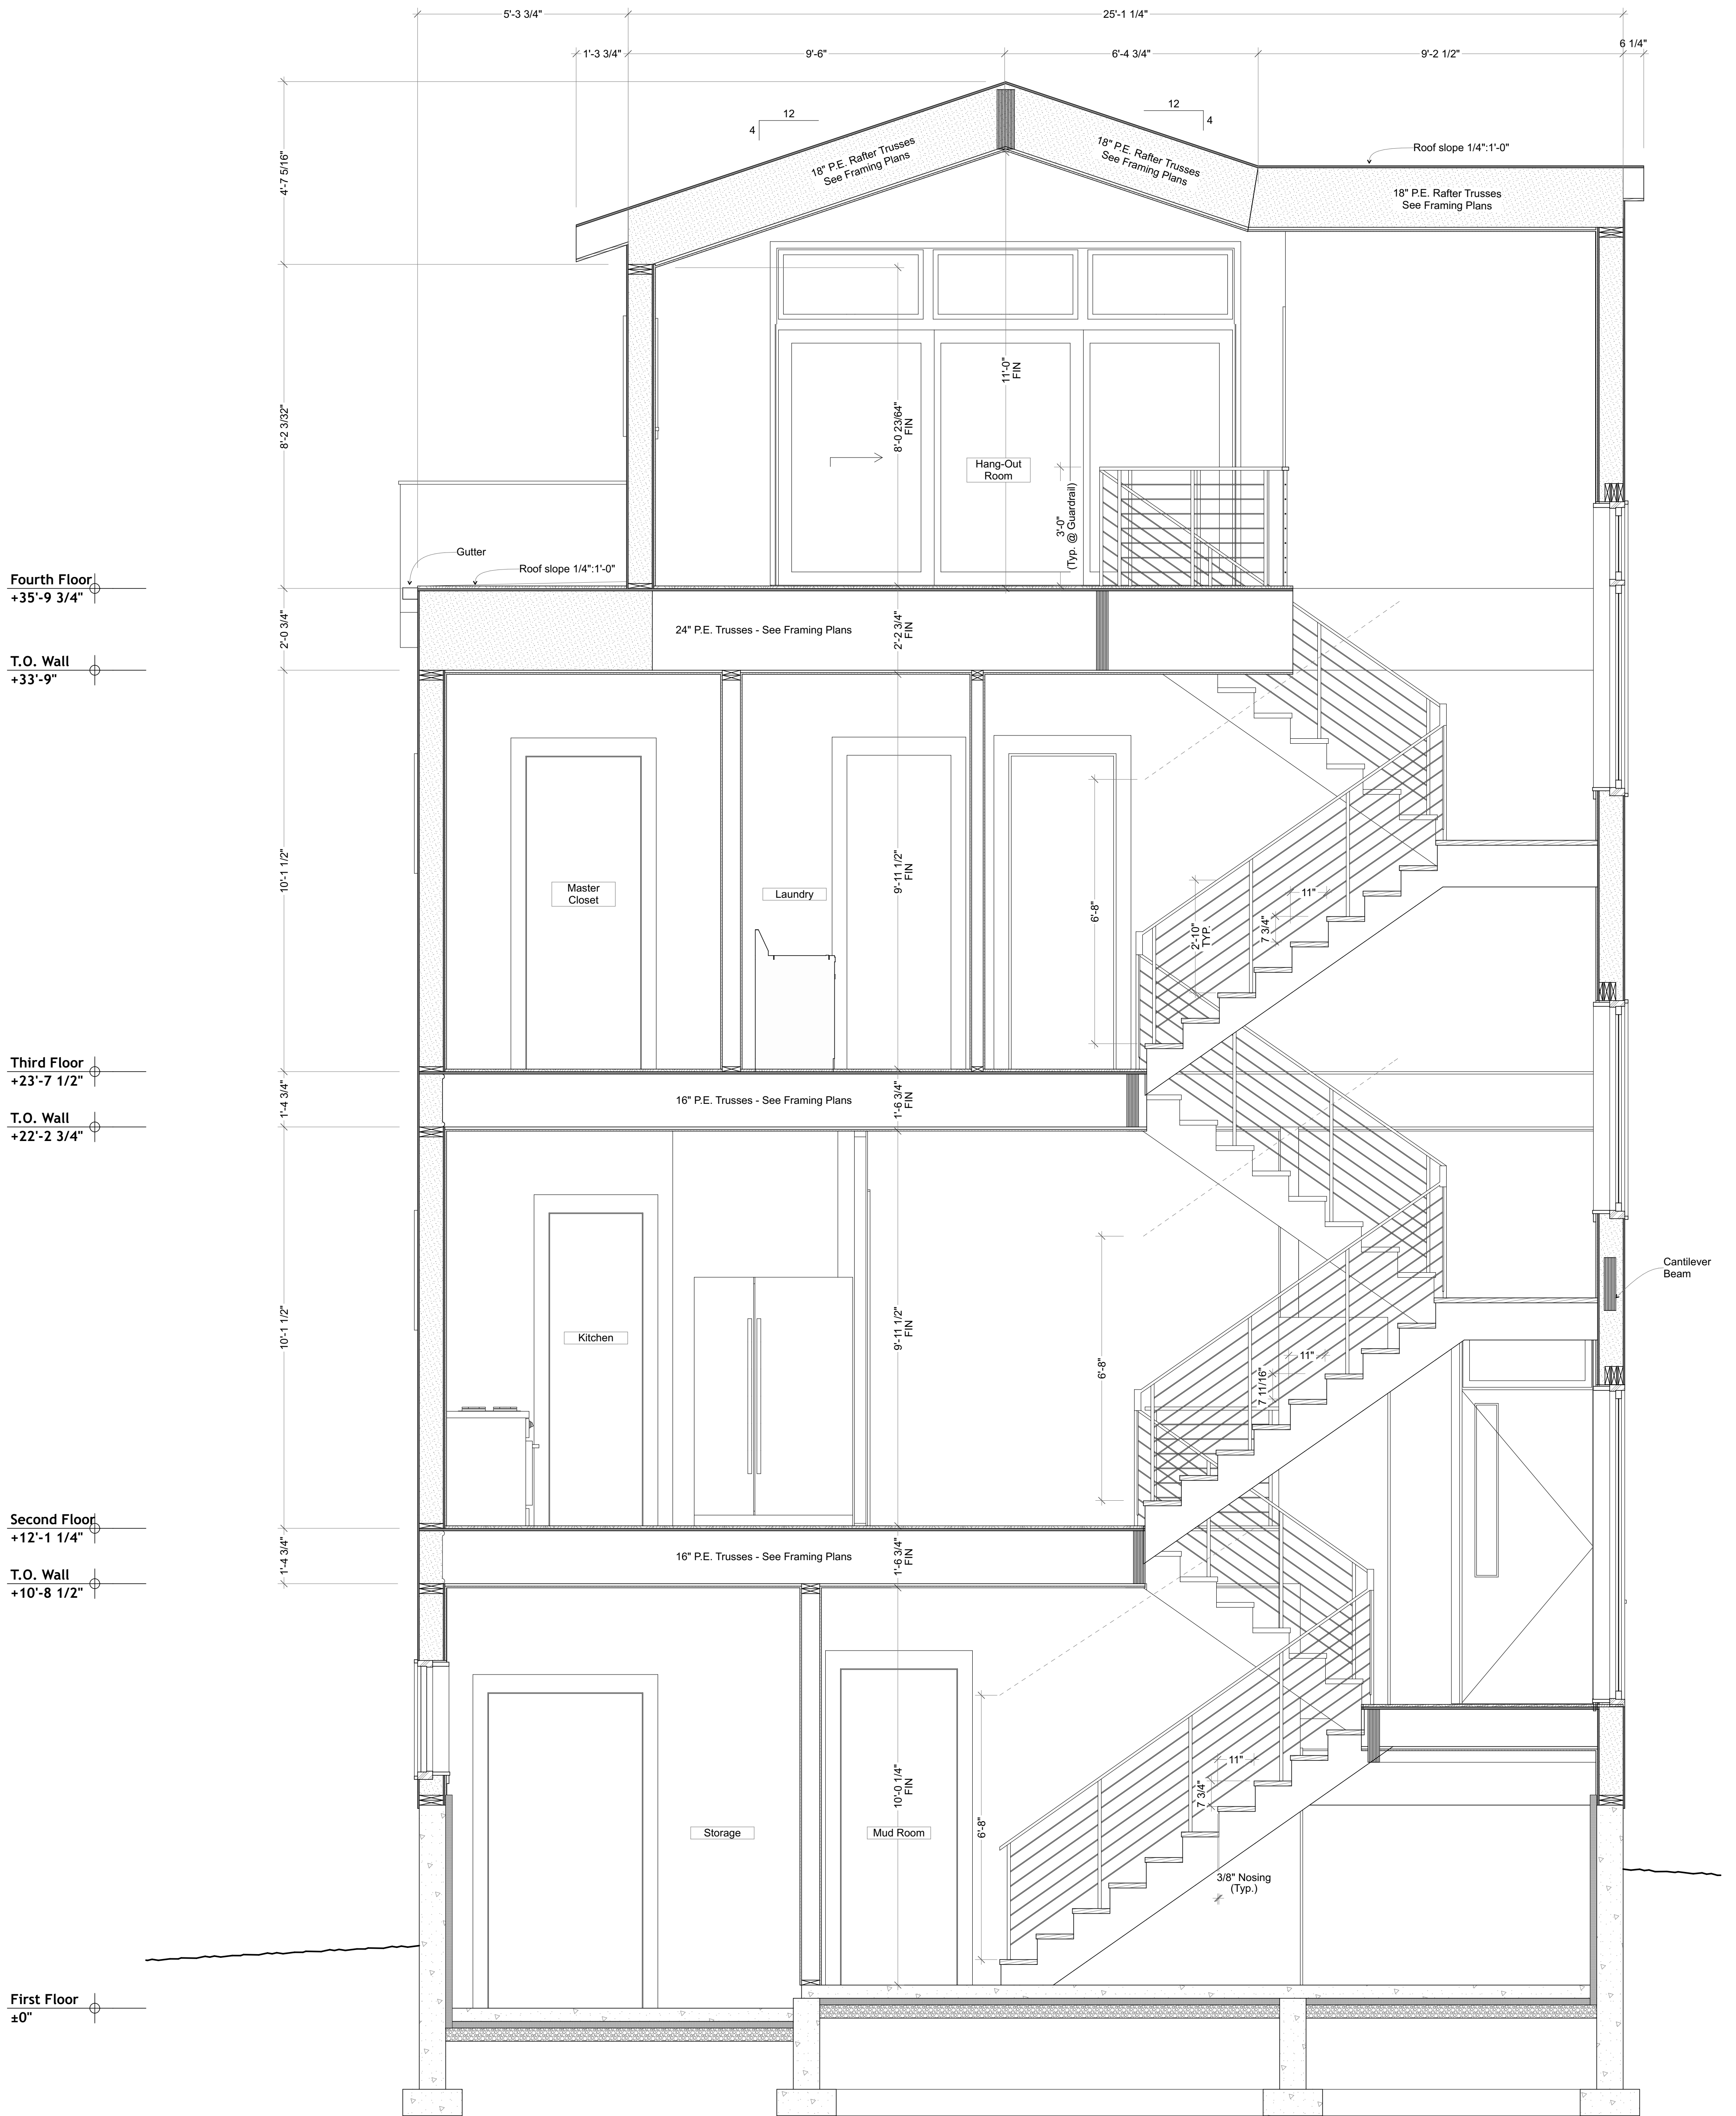 5'-3 3/4"
25'-1 1/4"
1'-3 3/4"
9'-6"
6'-4 3/4"
9'-2 1/2"
6 1/4"
12
4
12
4
18" P.E. Rafter Trusses
See Framing Plans
18" P.E. Rafter Trusses
See Framing Plans
Roof slope 1/4":1'-0"
18" P.E. Rafter Trusses
See Framing Plans
4'-7 5/16"
8'-2 3/32"
8'-0 23/64"
FIN
11'-0"
FIN
Hang-Out
Room
3'-0"
(Typ. @ Guardrail)
Gutter
Roof slope 1/4":1'-0"
Fourth Floor
+35'-9 3/4"
2'-0 3/4"
24" P.E. Trusses - See Framing Plans
2'-2 3/4"
FIN
T.O. Wall
+33'-9"
10'-1 1/2"
Master
Closet
Laundry
9'-11 1/2"
FIN
6'-8"
2'-10"
TYP.
7 3/4"
11"
Third Floor
+23'-7 1/2"
1'-4 3/4"
16" P.E. Trusses - See Framing Plans
1'-6 3/4"
FIN
T.O. Wall
+22'-2 3/4"
10'-1 1/2"
Kitchen
9'-11 1/2"
FIN
6'-8"
7 11/16"
11"
Cantilever
Beam
Second Floor
+12'-1 1/4"
1'-4 3/4"
16" P.E. Trusses - See Framing Plans
1'-6 3/4"
FIN
T.O. Wall
+10'-8 1/2"
Storage
Mud Room
10'-0 1/4"
FIN
6'-8"
7 3/4"
11"
3/8" Nosing
(Typ.)
First Floor
±0"